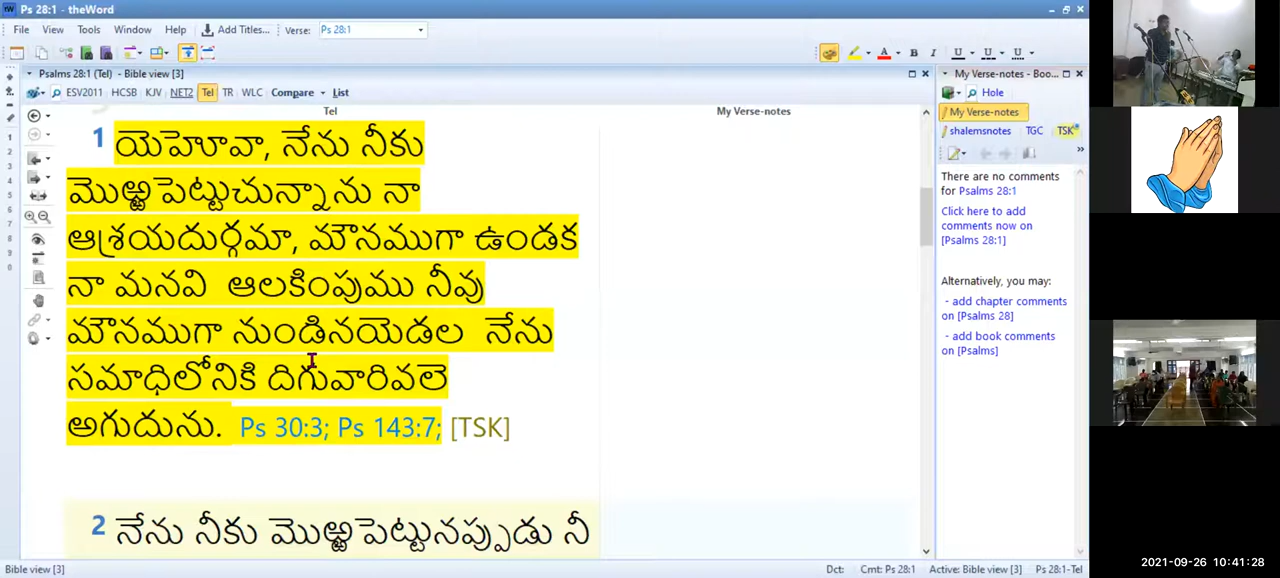 Ps 28:1 - theWord
File View Tools Window Help Add Titles... Verse: Ps 28:1
B I U U U
Psalms 28:1 (Tel) - Bible view [3]
ESV2011 HCSB KJV NET2 Tel TR WLC Compare List
Tel My Verse-notes
1 యెహోవా, నేను నీకు
మొఱ్ఱపెట్టుచున్నాను నా
ఆశ్రయదుర్గమా, మౌనముగా ఉండక
నా మనవి ఆలకింపుము నీవు
మౌనముగా నుండినయెడల నేను
సమాధిలోనికి దిగువారివలె
అగుదును. Ps 30:3; Ps 143:7; [TSK]
2 నేను నీకు మొఱ్ఱపెట్టునప్పుడు నీ
My Verse-notes - Boo...
Hole
My Verse-notes
shalemsnotes TGC TSK
There are no comments
for Psalms 28:1
Click here to add
comments now on
[Psalms 28:1]
Alternatively, you may:
- add chapter comments
on [Psalms 28]
- add book comments
on [Psalms]
Bible view [3] Dct: Cmt: Ps 28:1 Active: Bible view [3] Ps 28:1-Tel
2021-09-26 10:41:28